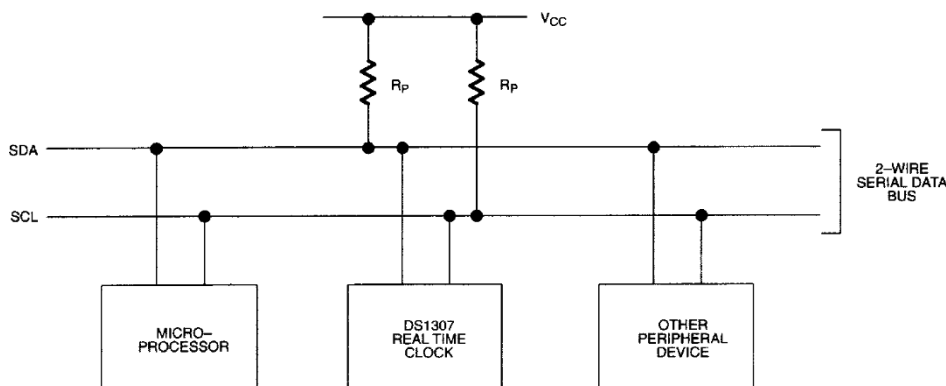 VCC
RP
RP
SDA
2–WIRE
SERIAL DATA
BUS
SCL
MICRO–
PROCESSOR
DS1307
REAL TIME
CLOCK
OTHER
PERIPHERAL
DEVICE